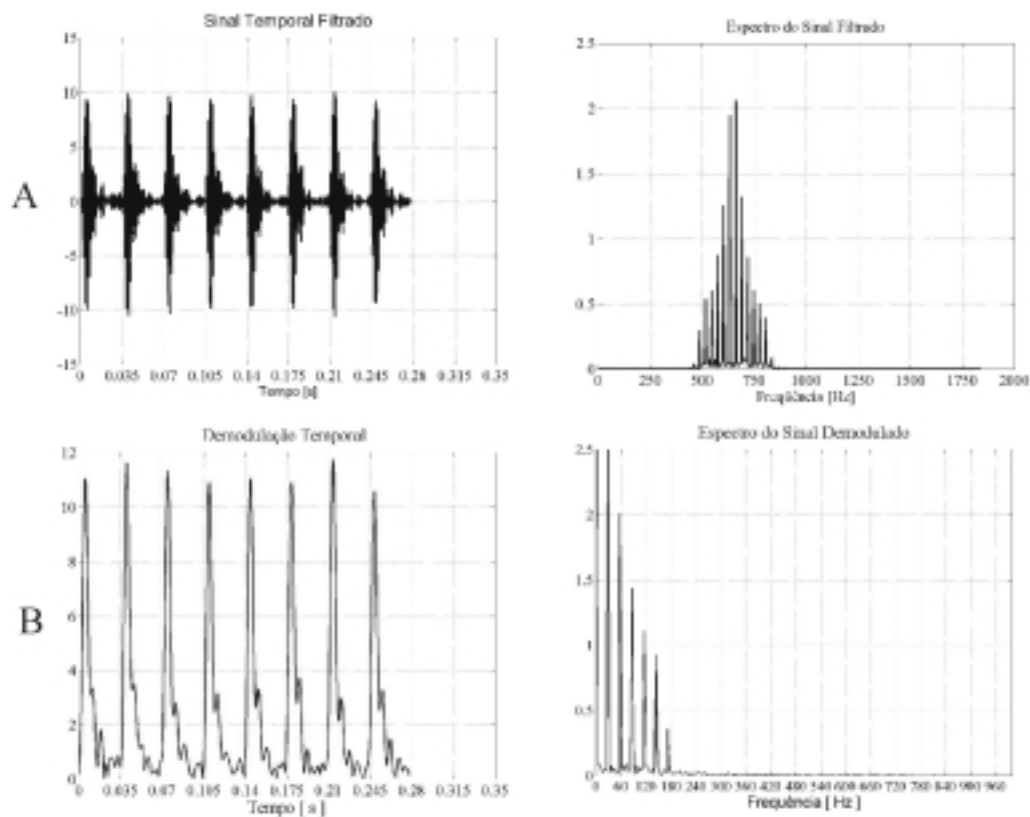 Sinal Temporal Filtrado
15
10
5
0
-5
-10
-15
0 0.035 0.07 0.105 0.14 0.175 0.21 0.245 0.28 0.315 0.35
Tempo [s]
A
Espectro do Sinal Filtrado
2.5
2
1.5
1
0.5
0
0 250 500 750 1000 1250 1500 1750 2000
Freqüência [Hz]
Demodulação Temporal
12
10
8
6
4
2
0
0 0.035 0.07 0.105 0.14 0.175 0.21 0.245 0.28 0.315 0.35
Tempo [ s ]
B
Espectro do Sinal Demodulado
2.5
2
1.5
1
0.5
0
0 60 120 180 240 300 360 420 480 540 600 660 720 780 840 900 960
Frequência [ Hz ]